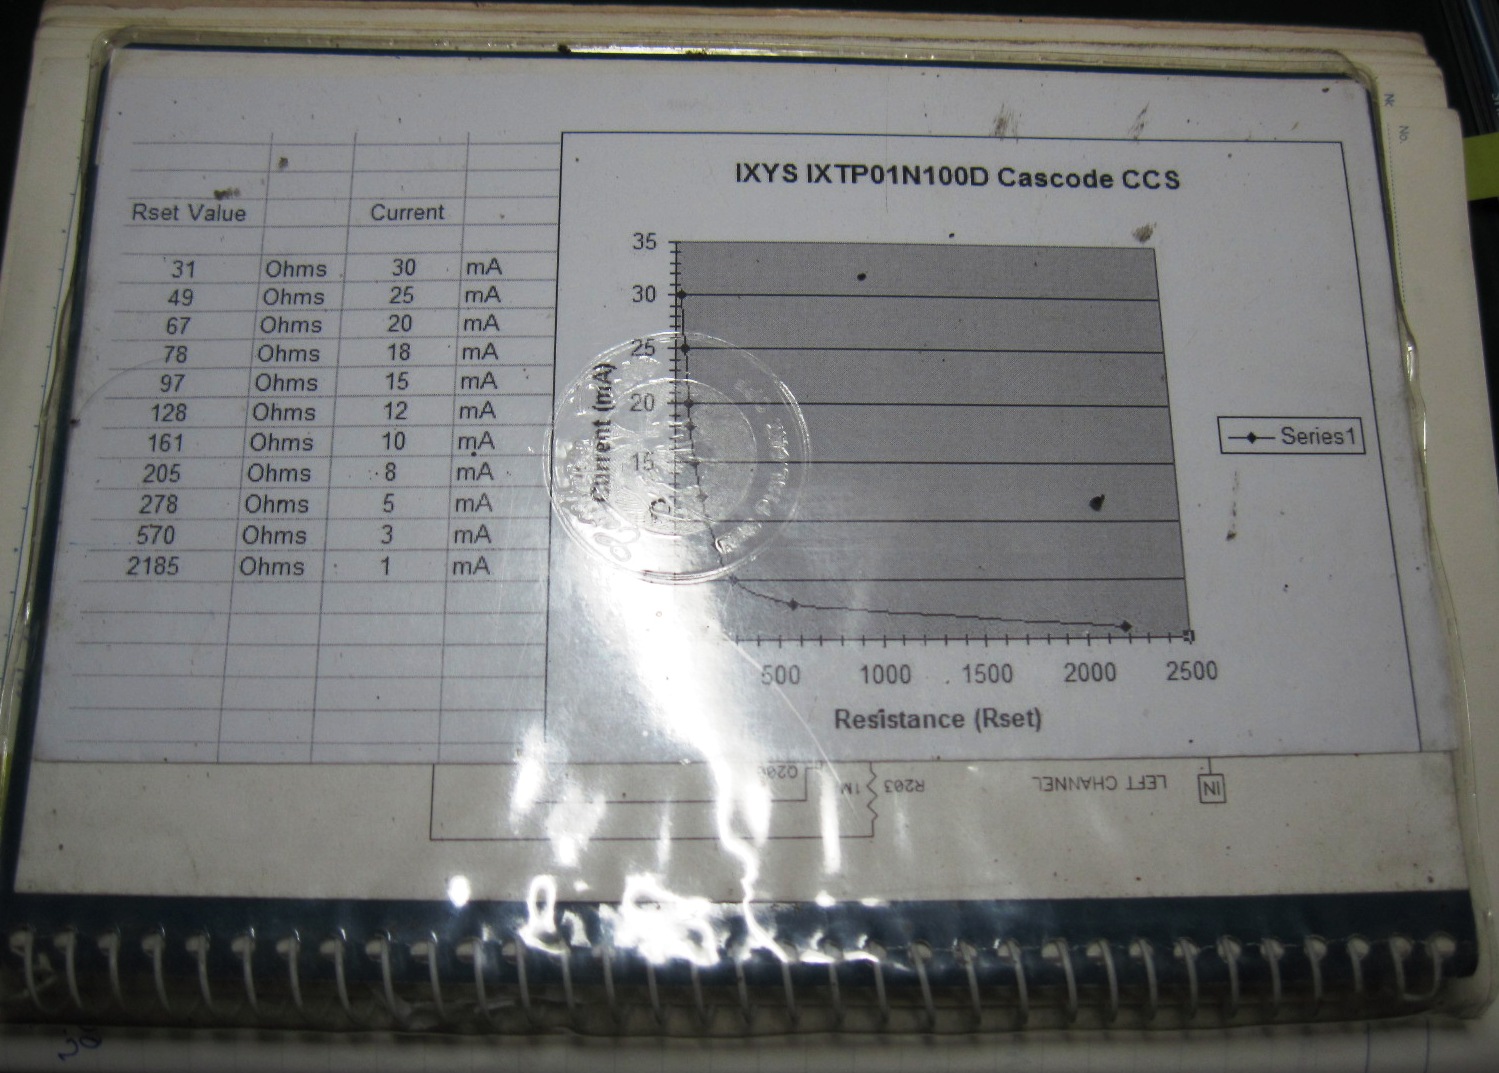 IXYS IXTP01N100D Cascode CCS
Rset Value Current
31 Ohms 30 mA
49 Ohms 25 mA
67 Ohms 20 mA
78 Ohms 18 mA
97 Ohms 15 mA
128 Ohms 12 mA
161 Ohms 10 mA
205 Ohms 8 mA
278 Ohms 5 mA
570 Ohms 3 mA
2185 Ohms 1 mA
35
30
25
20
15
Current (mA)
Series1
500 1000 1500 2000 2500
Resistance (Rset)
LEFT CHANNEL
IN
R203
1M
No.